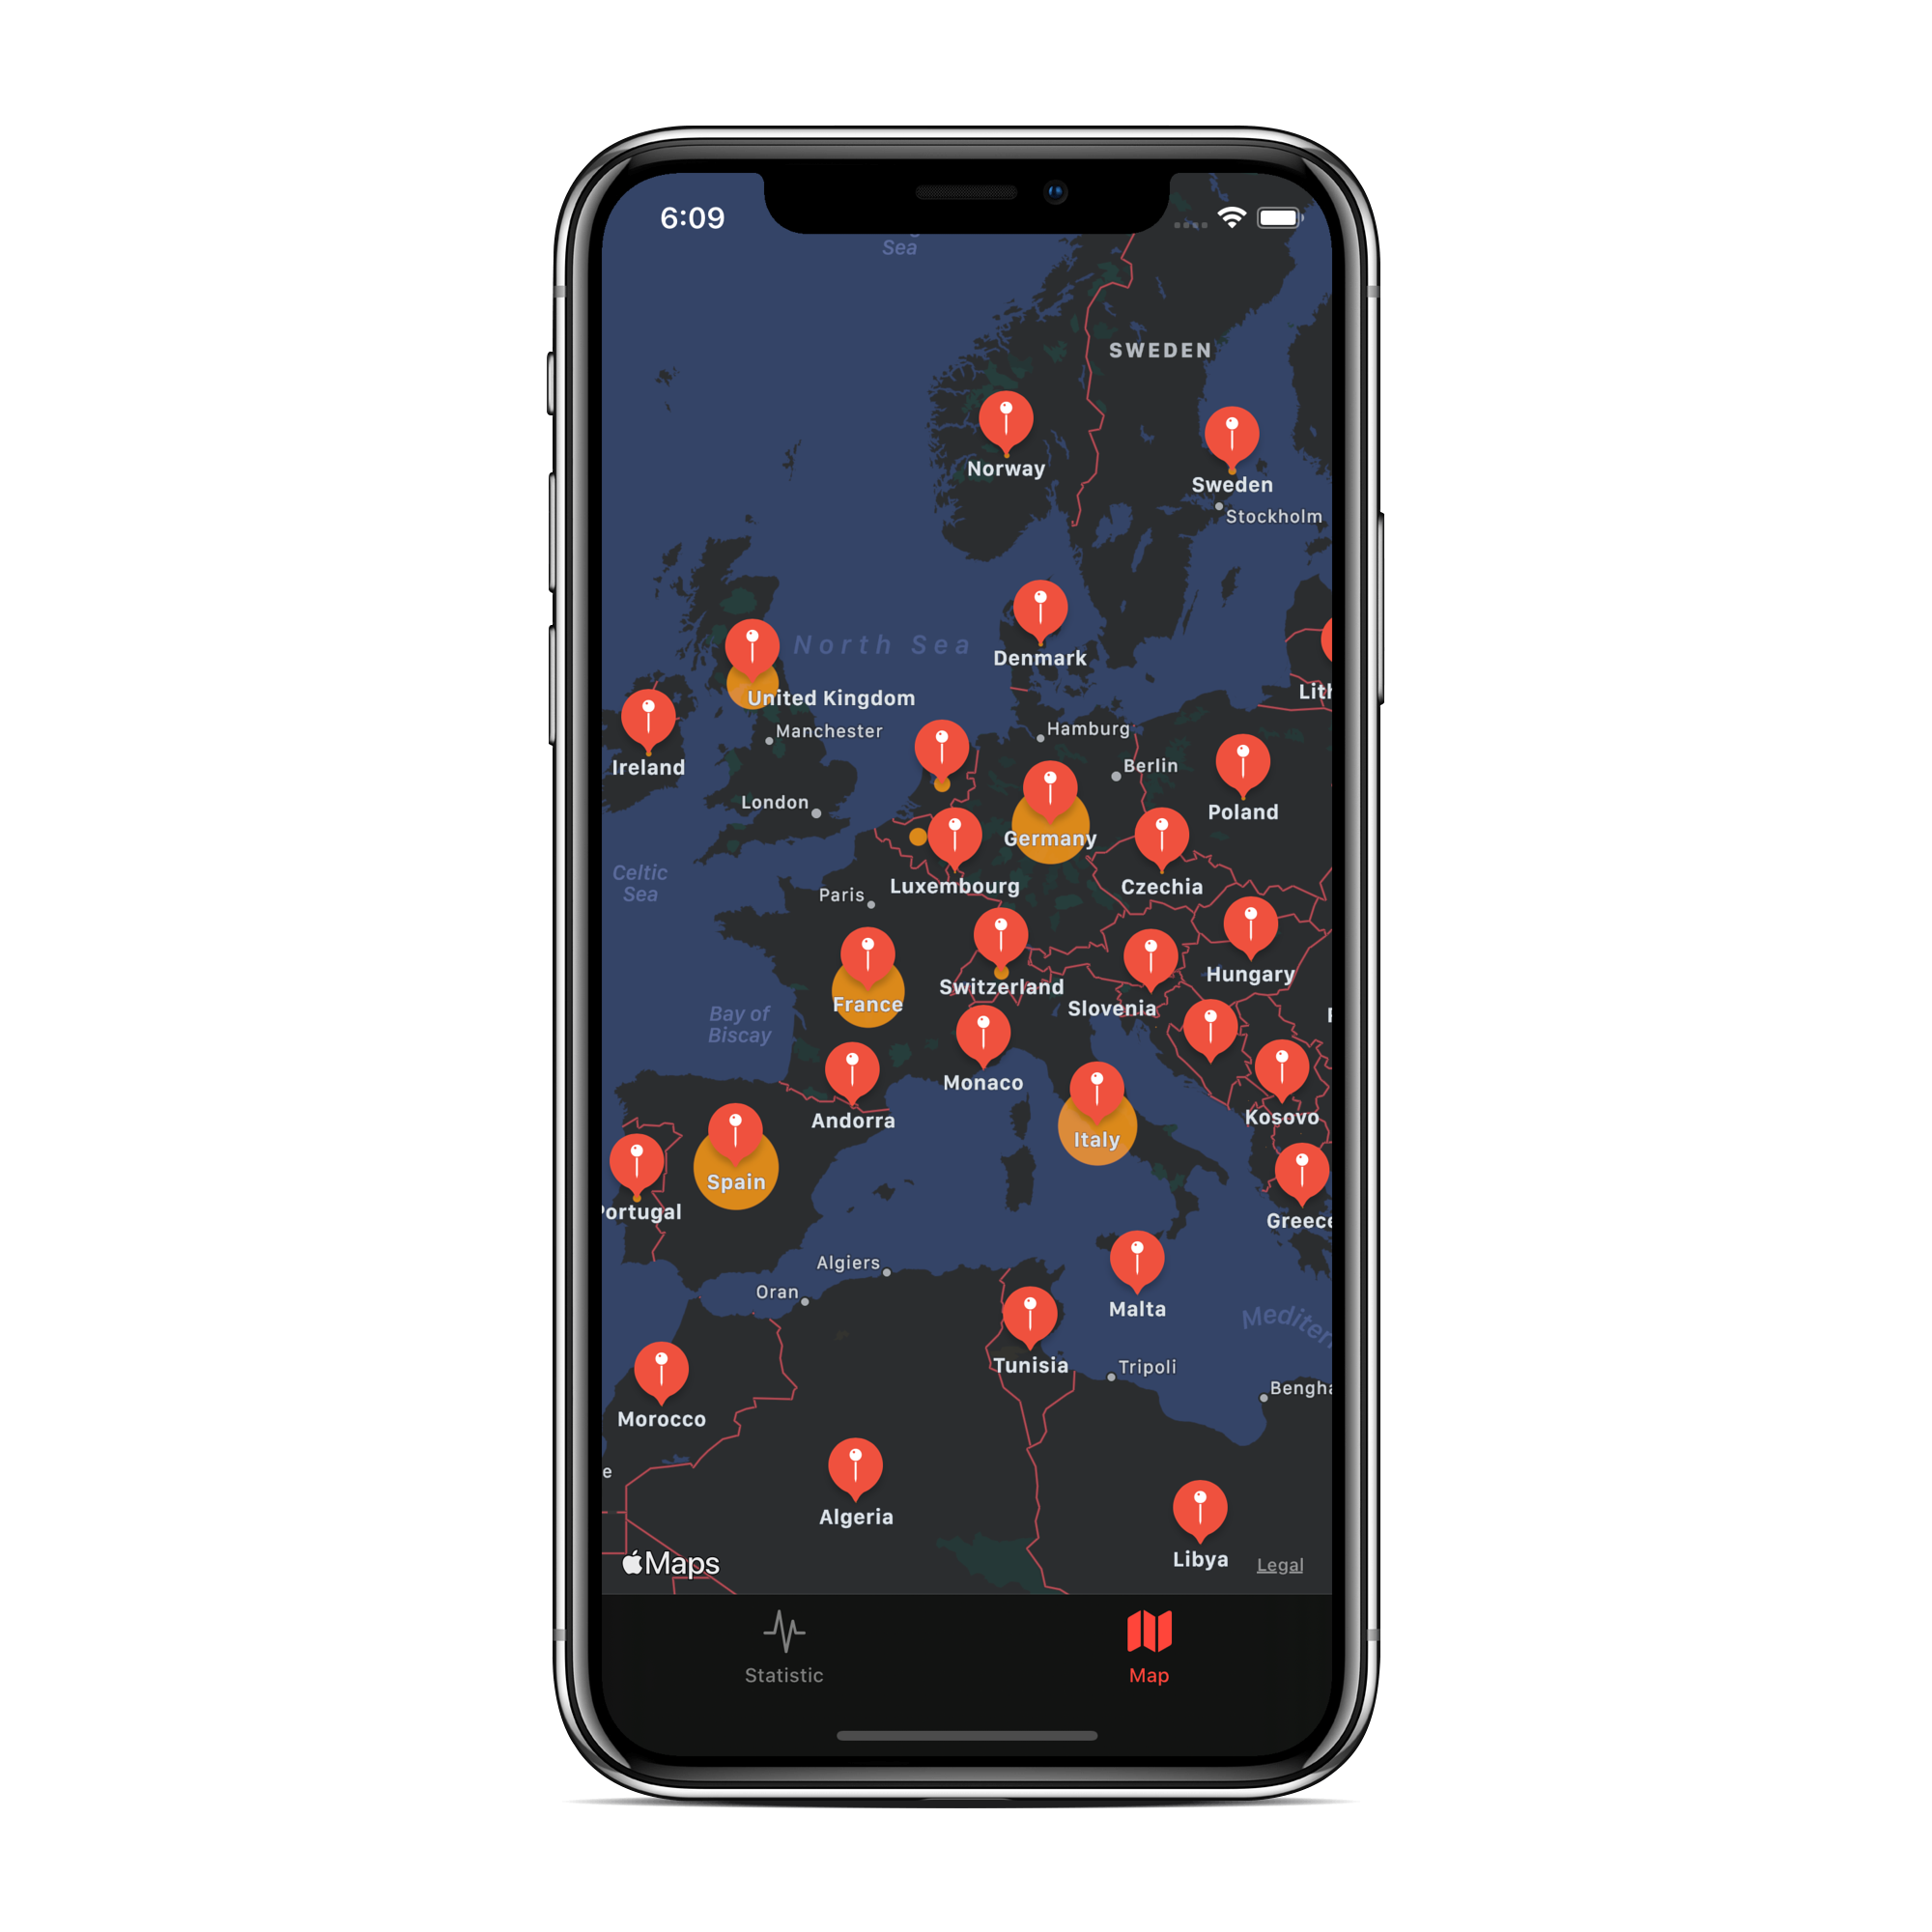 6:09
Sea
SWEDEN
Norway
Sweden
Stockholm
North Sea
Denmark
United Kingdom
Lith
Manchester
Hamburg
Ireland
Berlin
London
Poland
Germany
Celtic
Sea
Paris
Luxembourg
Czechia
Hungary
Switzerland
France
Slovenia
Bay of
Biscay
Monaco
Andorra
Kosovo
Italy
Spain
Portugal
Greece
Algiers
Oran
Malta
Mediterr
Tunisia
Tripoli
Bengha
Morocco
e
Algeria
Libya
Maps
Legal
Statistic
Map